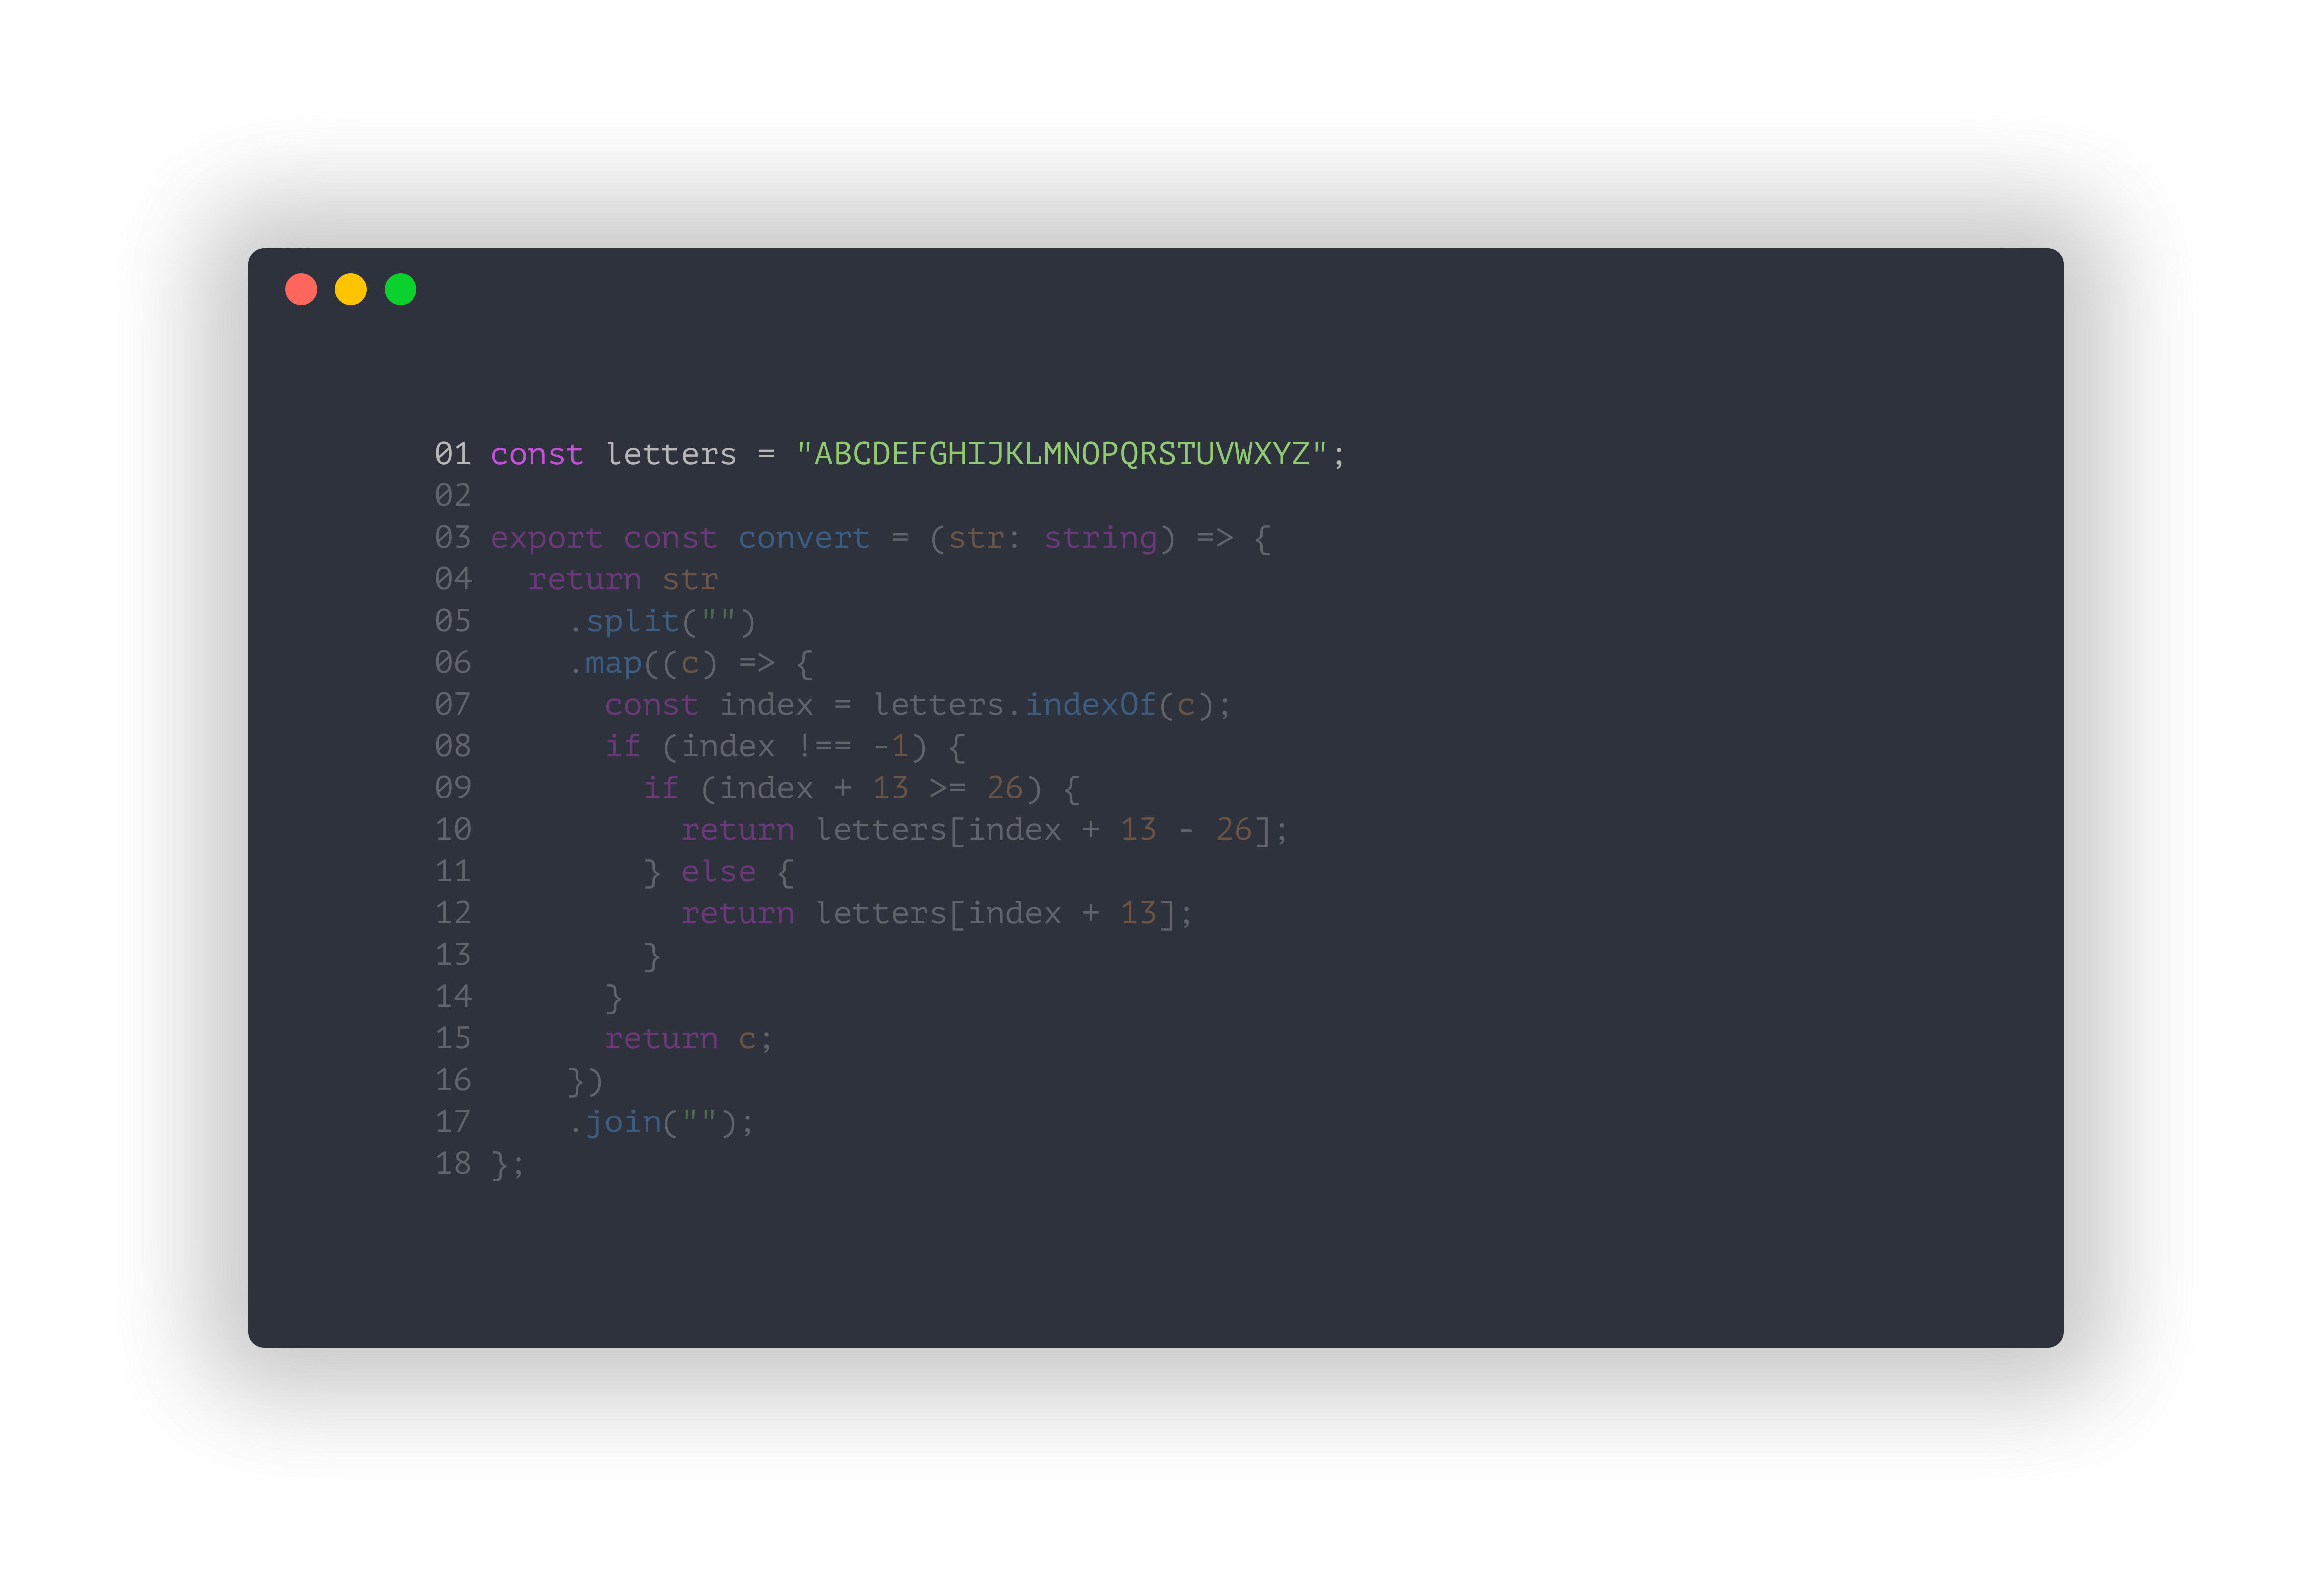 01 const letters = "ABCDEFGHIJKLMNOPQRSTUVWXYZ";
02
03 export const convert = (str: string) => {
04   return str
05     .split("")
06     .map((c) => {
07       const index = letters.indexOf(c);
08       if (index !== -1) {
09         if (index + 13 >= 26) {
10           return letters[index + 13 - 26];
11         } else {
12           return letters[index + 13];
13         }
14       }
15       return c;
16     })
17     .join("");
18 };